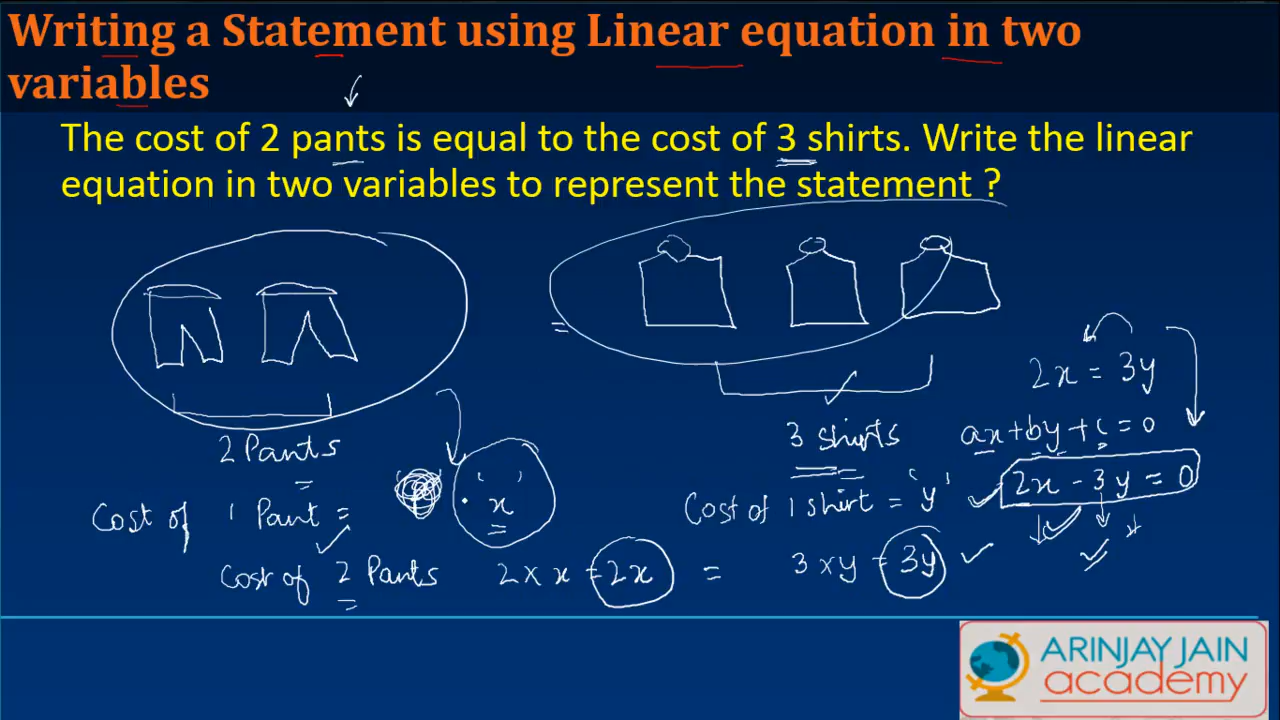 Writing a Statement using Linear equation in two
variables
The cost of 2 pants is equal to the cost of 3 shirts. Write the linear
equation in two variables to represent the statement ?
2x = 3y
2 Pants
3 shirts
ax+by+c=0
2x - 3y = 0
Cost of 1 Pant = 'x'
Cost of 1 shirt = 'y'
Cost of 2 Pants 2 × x = 2x = 3 × y = 3y
ARINJAY JAIN
academy